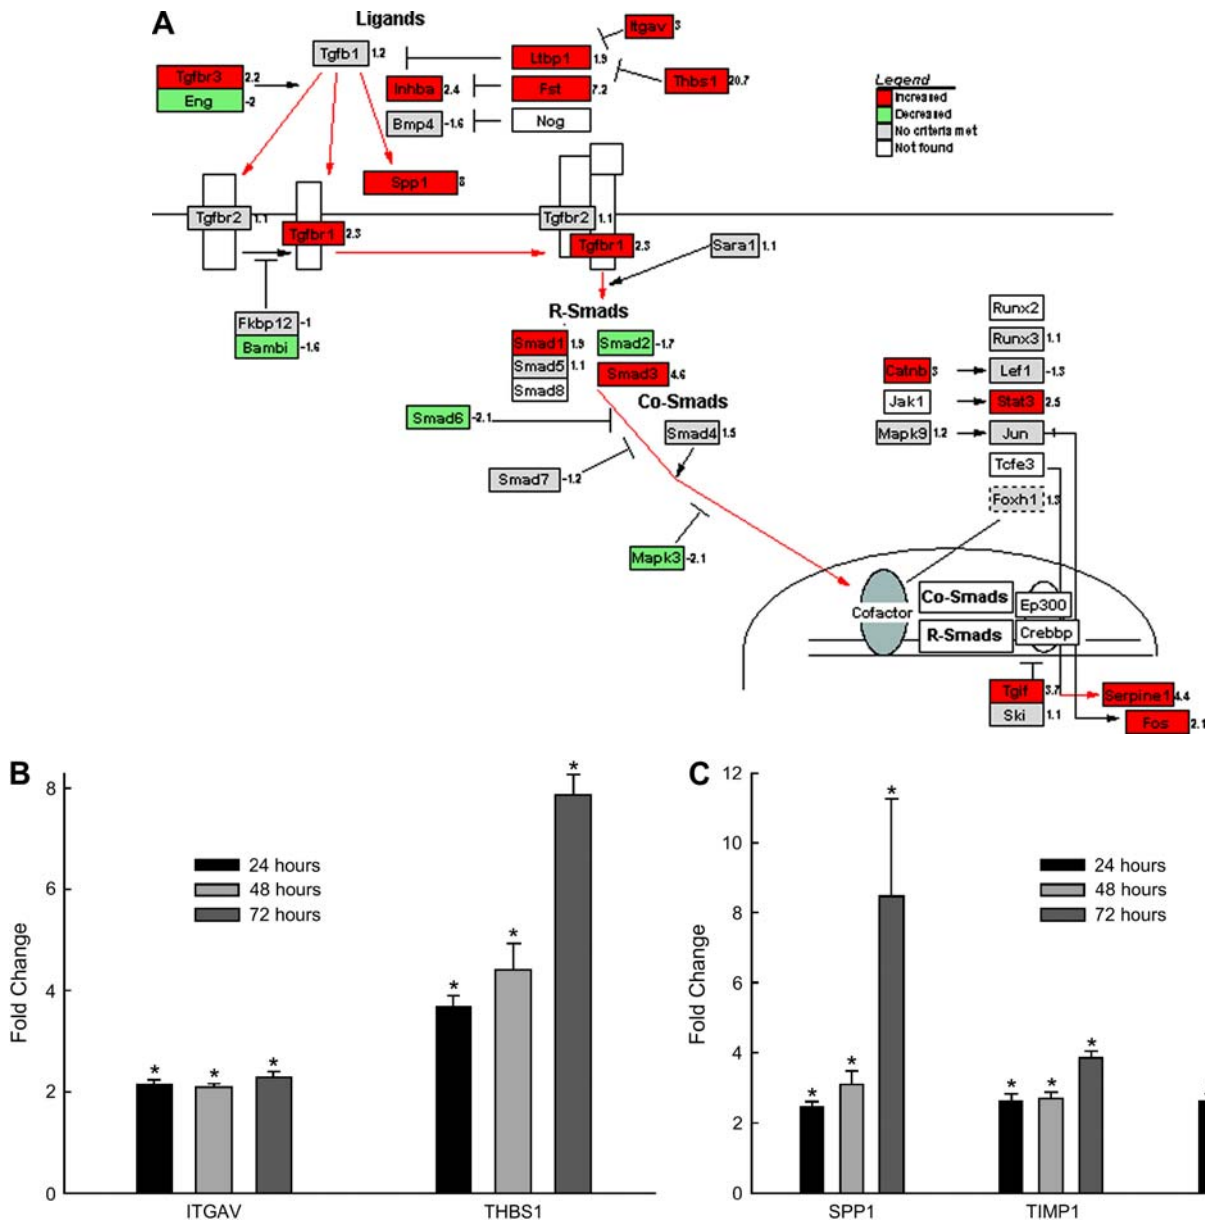 A
Ligands
Itgav 3
Tgfb1 1.2
Ltbp1 1.9
Tgfbr3 2.2
Thbs1 20.7
Legend
Inhba 2.4
Fst 7.2
Increased
Eng -2
Decreased
Bmp4 -1.6
Nog
No criteria met
Not found
Spp1 8
Tgfbr2 1.1
Tgfbr2 1.1
Tgfbr1 2.3
Tgfbr1 2.3
Sara1 1.1
R-Smads
Runx2
Fkbp12 -1
Bambi -1.6
Smad1 1.9
Smad2 -1.7
Runx3 1.1
Smad5 1.1
Smad3 4.6
Catnb 3
Lef1 -1.3
Smad8
Co-Smads
Jak1
Stat3 2.5
Smad6 -2.1
Smad4 1.5
Mapk9 1.2
Jun
Tcfe3
Smad7 -1.2
Foxh1 1.3
Mapk3 -2.1
Co-Smads
Ep300
Cofactor
R-Smads
Crebbp
Tgif 3.7
Serpine1 4.4
Ski 1.1
Fos 2.1
B
8
6
4
2
0
Fold Change
24 hours
48 hours
72 hours
* * * * * *
ITGAV THBS1
C
12
10
8
6
4
2
0
Fold Change
24 hours
48 hours
72 hours
* * * * * *
SPP1 TIMP1